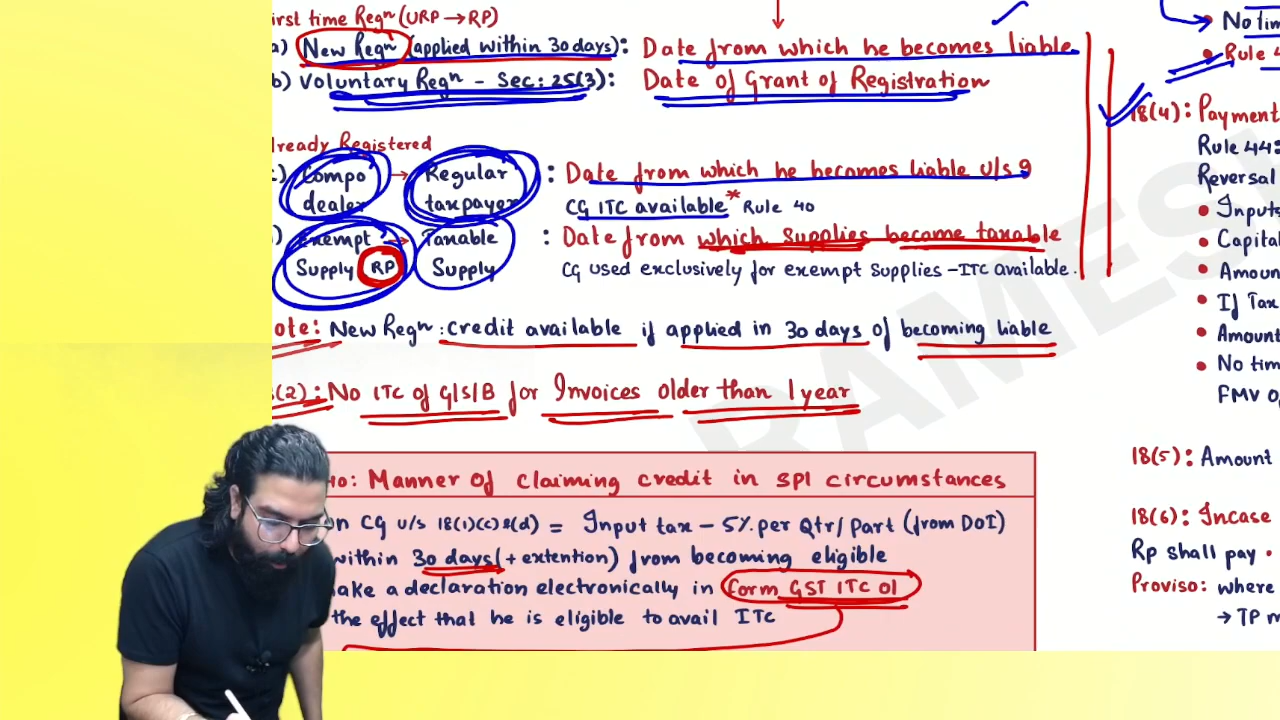 irst time Regn (URP → RP)
a) New Regn (applied within 30 days): Date from which he becomes liable
b) Voluntary Regn - Sec: 25(3): Date of Grant of Registration
lready Registered
Compo dealer → Regular taxpayer : Date from which he becomes liable u/s 9
CG ITC available* Rule 40
Exempt Supply RP → Taxable Supply : Date from which supplies become taxable
CG used exclusively for exempt supplies - ITC available.
ote: New Regn: credit available if applied in 30 days of becoming liable
(2): No ITC of G/S/B for Invoices older than 1 year
40: Manner of claiming credit in spl circumstances
on CG u/s 18(1)(c)&(d) = Input tax - 5% per Qtr/part (from DOI)
within 30 days (+ extention) from becoming eligible
ake a declaration electronically in form GST ITC 01
the effect that he is eligible to avail ITC
No tim
Rule 4
18(4): Payment
Rule 44:
Reversal
• Inputs
• Capita
• Amoun
• If Tax
• Amount
• No tim
FMV o
18(5): Amount
18(6): Incase
Rp shall pay •
Proviso: where
→ TP m
RAMES